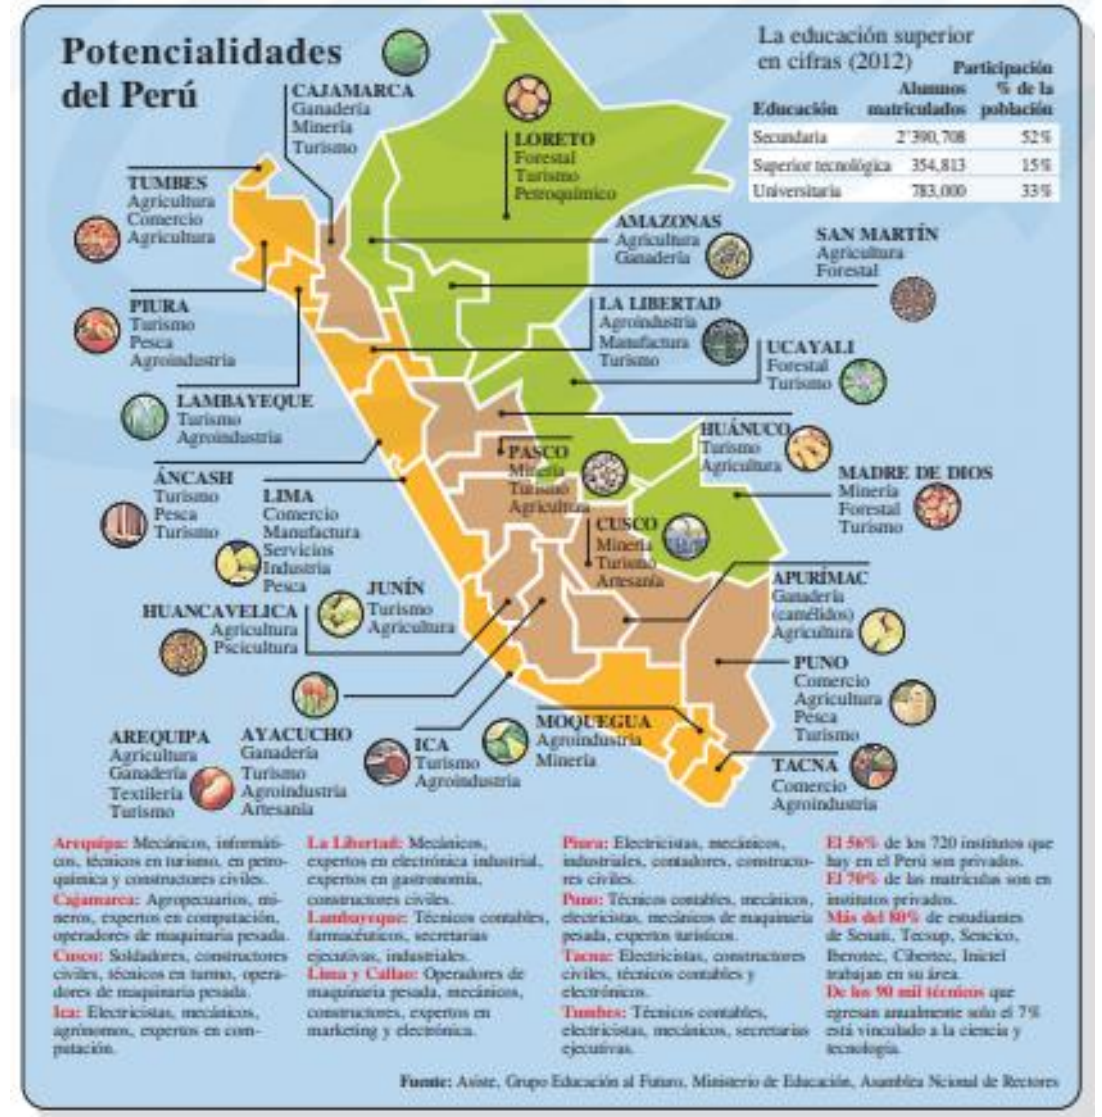 Potencialidades
del Perú
La educación superior
en cifras (2012)
Participación
Alumnos % de la
Educación matriculados población
Secundaria 2'390,708 52%
Superior tecnológica 354,813 15%
Universitaria 783,000 33%
CAJAMARCA
Ganadería
Minería
Turismo
LORETO
Forestal
Turismo
Petroquímico
TUMBES
Agricultura
Comercio
Agricultura
AMAZONAS
Agricultura
Ganadería
SAN MARTÍN
Agricultura
Forestal
PIURA
Turismo
Pesca
Agroindustria
LA LIBERTAD
Agroindustria
Manufactura
Turismo
UCAYALI
Forestal
Turismo
LAMBAYEQUE
Turismo
Agroindustria
HUÁNUCO
Turismo
Agricultura
PASCO
Minería
Turismo
Agricultura
ÁNCASH
Turismo
Pesca
Turismo
LIMA
Comercio
Manufactura
Servicios
Industria
Pesca
MADRE DE DIOS
Minería
Forestal
Turismo
CUSCO
Minería
Turismo
Artesanía
JUNÍN
Turismo
Agricultura
APURÍMAC
Ganadería
(camélidos)
Agricultura
HUANCAVELICA
Agricultura
Pscicultura
PUNO
Comercio
Agricultura
Pesca
Turismo
AREQUIPA
Agricultura
Ganadería
Textilería
Turismo
AYACUCHO
Ganadería
Turismo
Agroindustria
Artesanía
ICA
Turismo
Agroindustria
MOQUEGUA
Agroindustria
Minería
TACNA
Comercio
Agroindustria
Arequipa: Mecánicos, informáti-
cos, técnicos en turismo, en petro-
química y constructores civiles.
Cajamarca: Agropecuarios, mi-
neros, expertos en computación,
operadores de maquinaria pesada.
Cusco: Soldadores, constructores
civiles, técnicos en turmo, opera-
dores de maquinaria pesada.
Ica: Electricistas, mecánicos,
agrónomos, expertos en com-
putación.
La Libertad: Mecánicos,
expertos en electrónica industrial,
expertos en gastronomía,
constructores civiles.
Lambayeque: Técnicos contables,
farmacéuticos, secretarias
ejecutivas, industriales.
Lima y Callao: Operadores de
maquinaria pesada, mecánicos,
constructores, expertos en
marketing y electrónica.
Piura: Electricistas, mecánicos,
industriales, contadores, constructo-
res civiles.
Puno: Técnicos contables, mecánicos,
electricistas, mecánicos de maquinaria
pesada, expertos turísticos.
Tacna: Electricistas, constructores
civiles, técnicos contables y
electrónicos.
Tumbes: Técnicos contables,
electricistas, mecánicos, secretarias
ejecutivas.
El 56% de los 720 institutos que
hay en el Perú son privados.
El 70% de las matrículas son en
institutos privados.
Más del 80% de estudiantes
de Senati, Tecsup, Sencico,
Iberotec, Cibertec, Inictel
trabajan en su área.
De los 90 mil técnicos que
egresan anualmente solo el 7%
está vinculado a la ciencia y
tecnología.
Fuente: Asiste, Grupo Educación al Futuro, Ministerio de Educación, Asamblea Ncional de Rectores